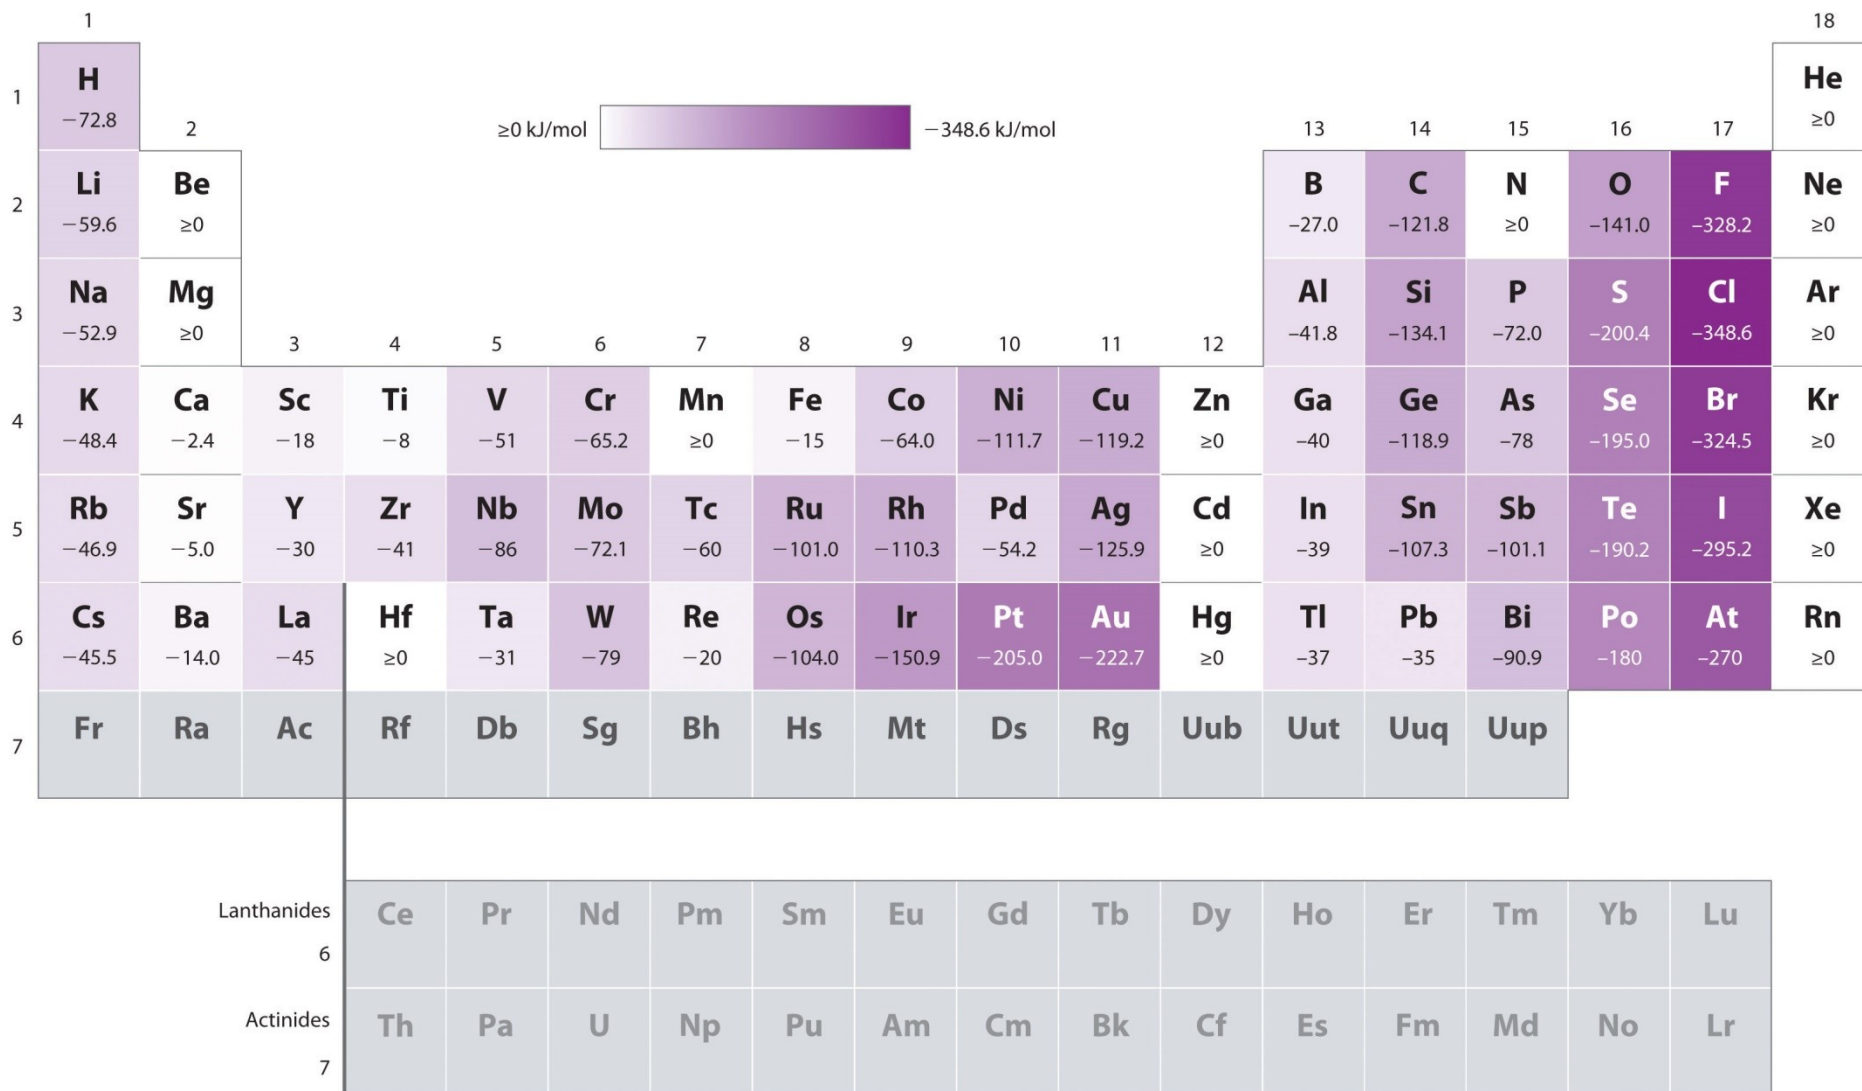 1 18
1 H He
−72.8 ≥0
2 13 14 15 16 17
≥0 kJ/mol −348.6 kJ/mol
2 Li Be B C N O F Ne
−59.6 ≥0 −27.0 −121.8 ≥0 −141.0 −328.2 ≥0
3 Na Mg Al Si P S Cl Ar
−52.9 ≥0 −41.8 −134.1 −72.0 −200.4 −348.6 ≥0
3 4 5 6 7 8 9 10 11 12
4 K Ca Sc Ti V Cr Mn Fe Co Ni Cu Zn Ga Ge As Se Br Kr
−48.4 −2.4 −18 −8 −51 −65.2 ≥0 −15 −64.0 −111.7 −119.2 ≥0 −40 −118.9 −78 −195.0 −324.5 ≥0
5 Rb Sr Y Zr Nb Mo Tc Ru Rh Pd Ag Cd In Sn Sb Te I Xe
−46.9 −5.0 −30 −41 −86 −72.1 −60 −101.0 −110.3 −54.2 −125.9 ≥0 −39 −107.3 −101.1 −190.2 −295.2 ≥0
6 Cs Ba La Hf Ta W Re Os Ir Pt Au Hg Tl Pb Bi Po At Rn
−45.5 −14.0 −45 ≥0 −31 −79 −20 −104.0 −150.9 −205.0 −222.7 ≥0 −37 −35 −90.9 −180 −270 ≥0
7 Fr Ra Ac Rf Db Sg Bh Hs Mt Ds Rg Uub Uut Uuq Uup
Lanthanides Ce Pr Nd Pm Sm Eu Gd Tb Dy Ho Er Tm Yb Lu
6
Actinides Th Pa U Np Pu Am Cm Bk Cf Es Fm Md No Lr
7